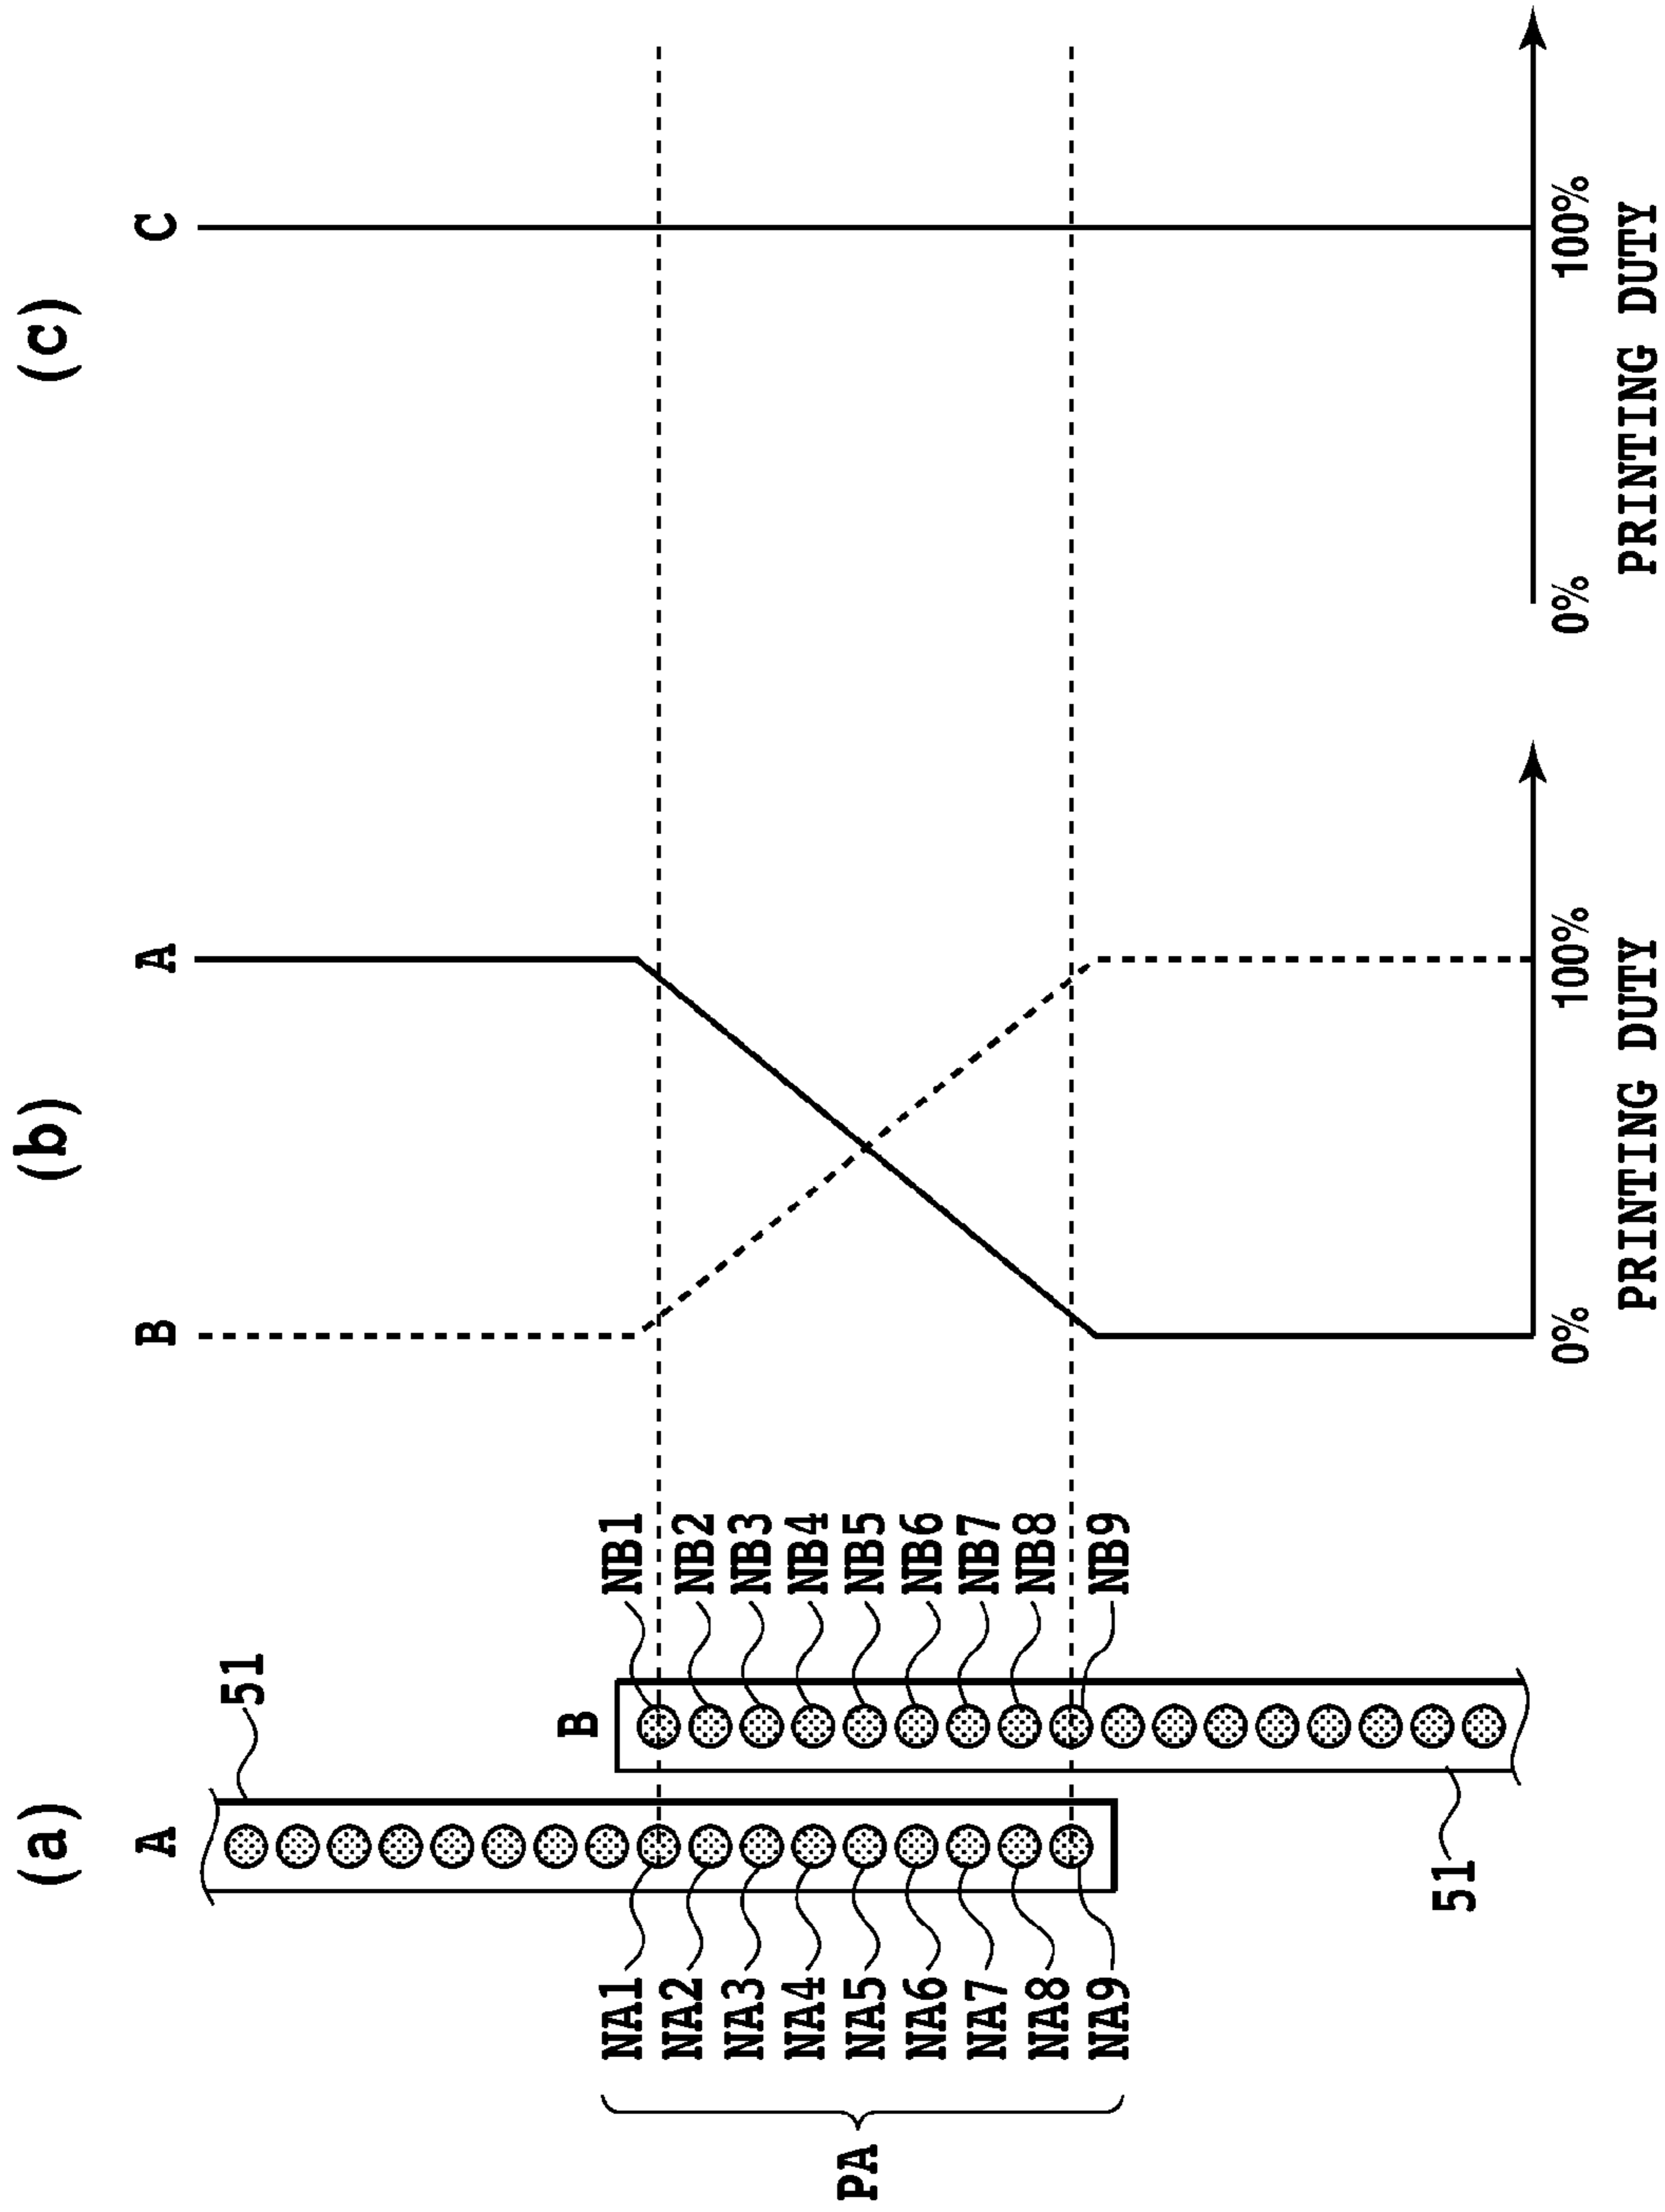 (a)
(b)
(c)
A
B
A
C
51
B
NA1
NA2
NA3
NA4
NA5
NA6
NA7
NA8
NA9
PA
NB1
NB2
NB3
NB4
NB5
NB6
NB7
NB8
NB9
51
0%
100%
0%
100%
PRINTING DUTY
PRINTING DUTY